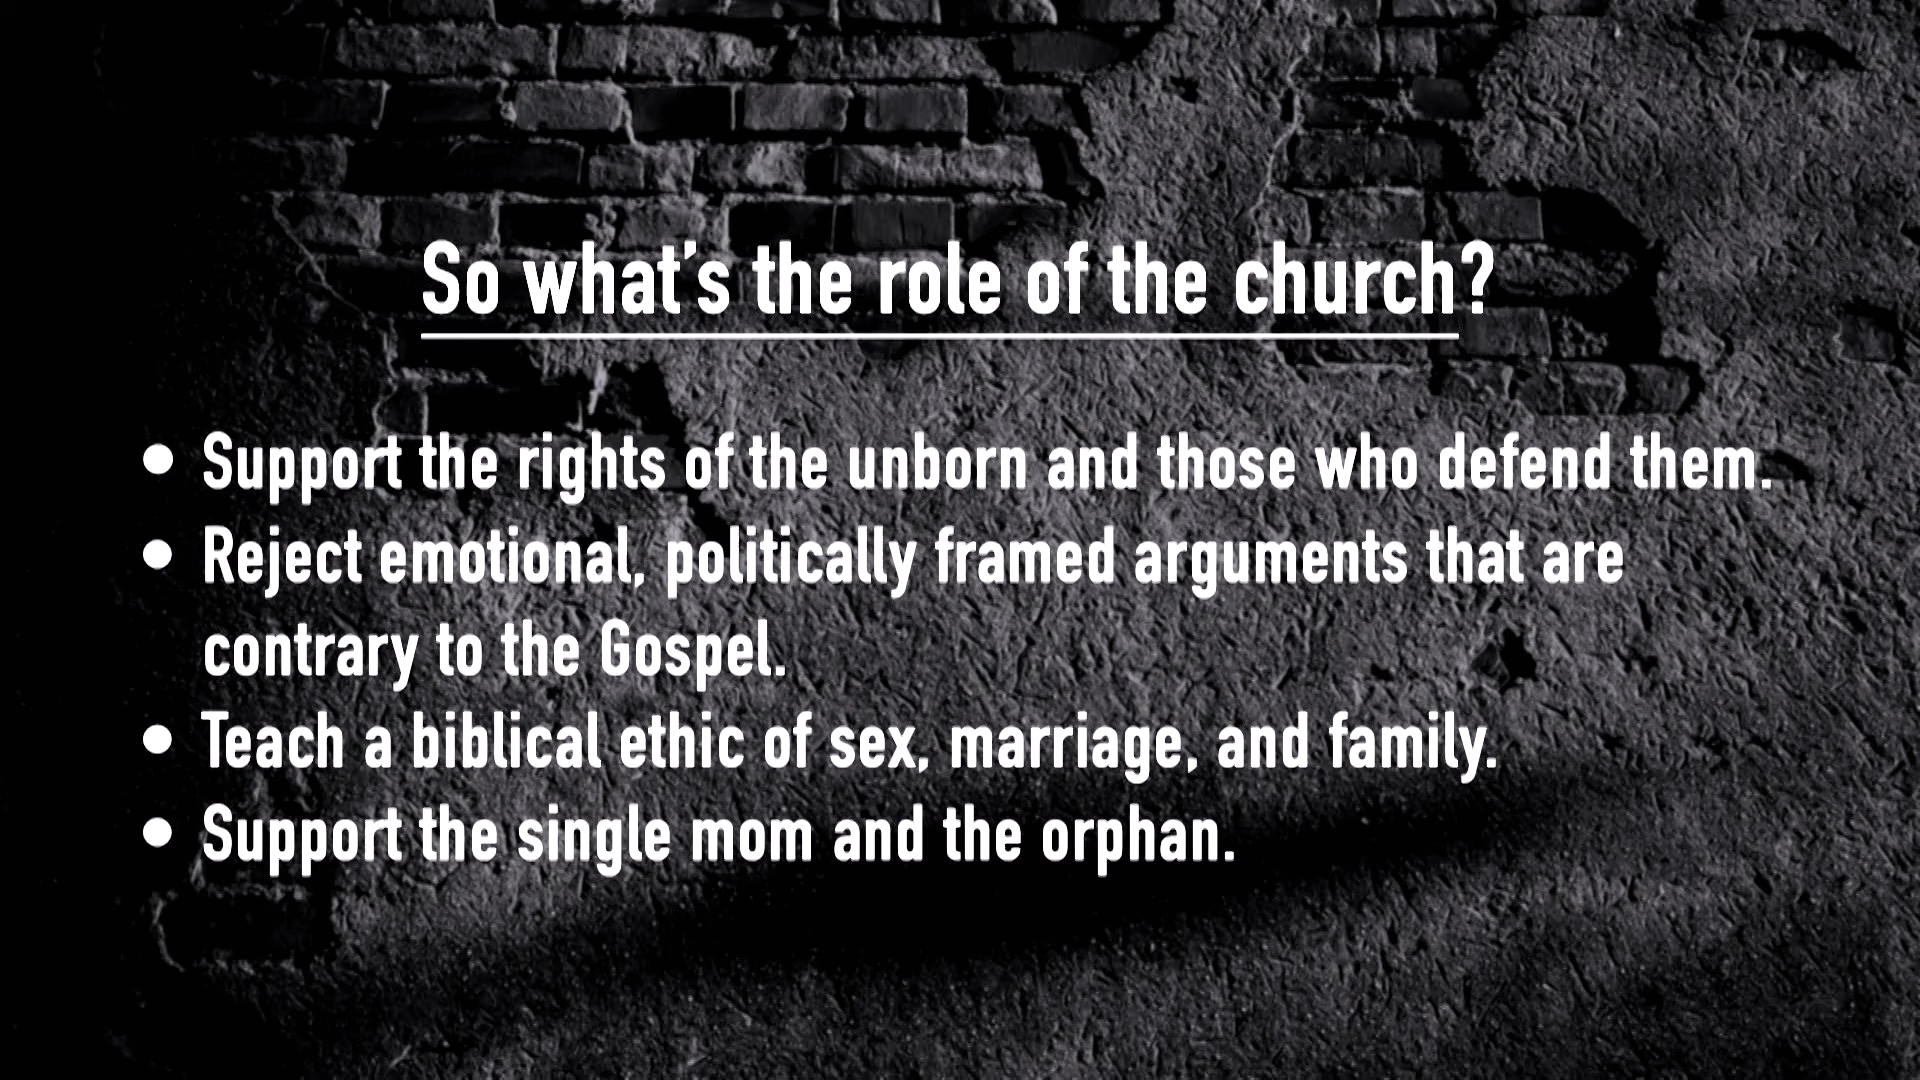 So what's the role of the church?
• Support the rights of the unborn and those who defend them.
• Reject emotional, politically framed arguments that are
contrary to the Gospel.
• Teach a biblical ethic of sex, marriage, and family.
• Support the single mom and the orphan.